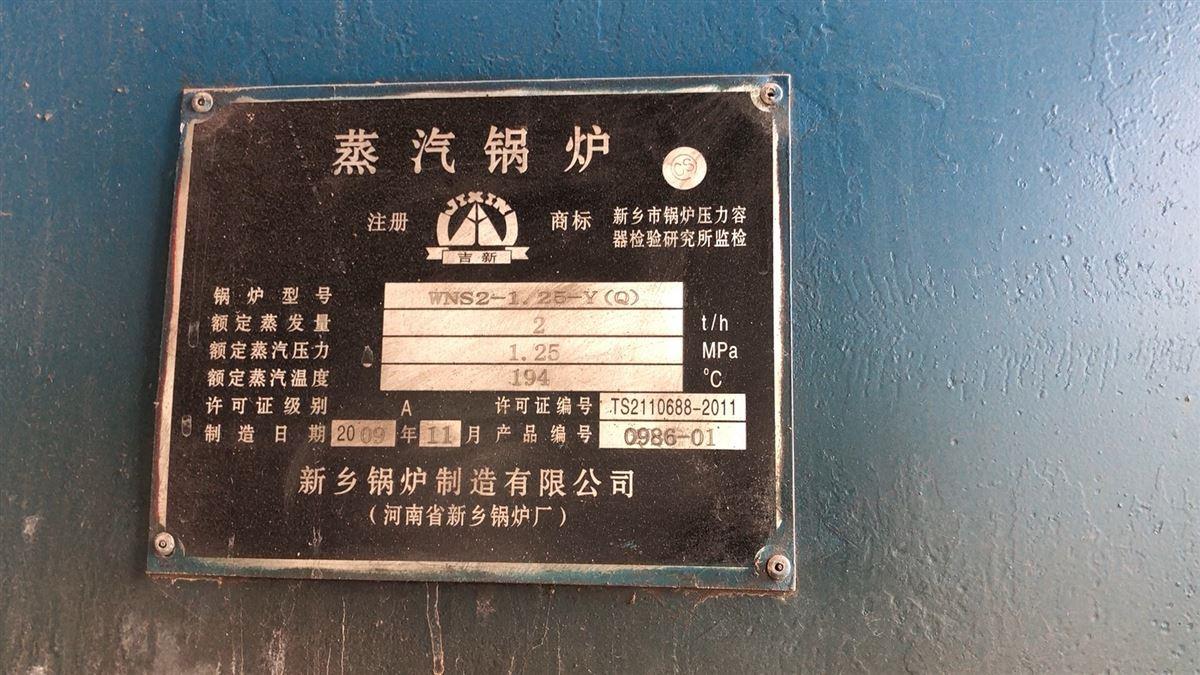 蒸汽锅炉
CS
JIXIN
注册 商标
吉新
新乡市锅炉压力容
器检验研究所监检
锅炉型号 WNS2-1.25-Y(Q)
额定蒸发量 2 t/h
额定蒸汽压力 1.25 MPa
额定蒸汽温度 194 ℃
许可证级别 A 许可证编号 TS2110688-2011
制造日期 2009年11月 产品编号 0986-01
新乡锅炉制造有限公司
(河南省新乡锅炉厂)